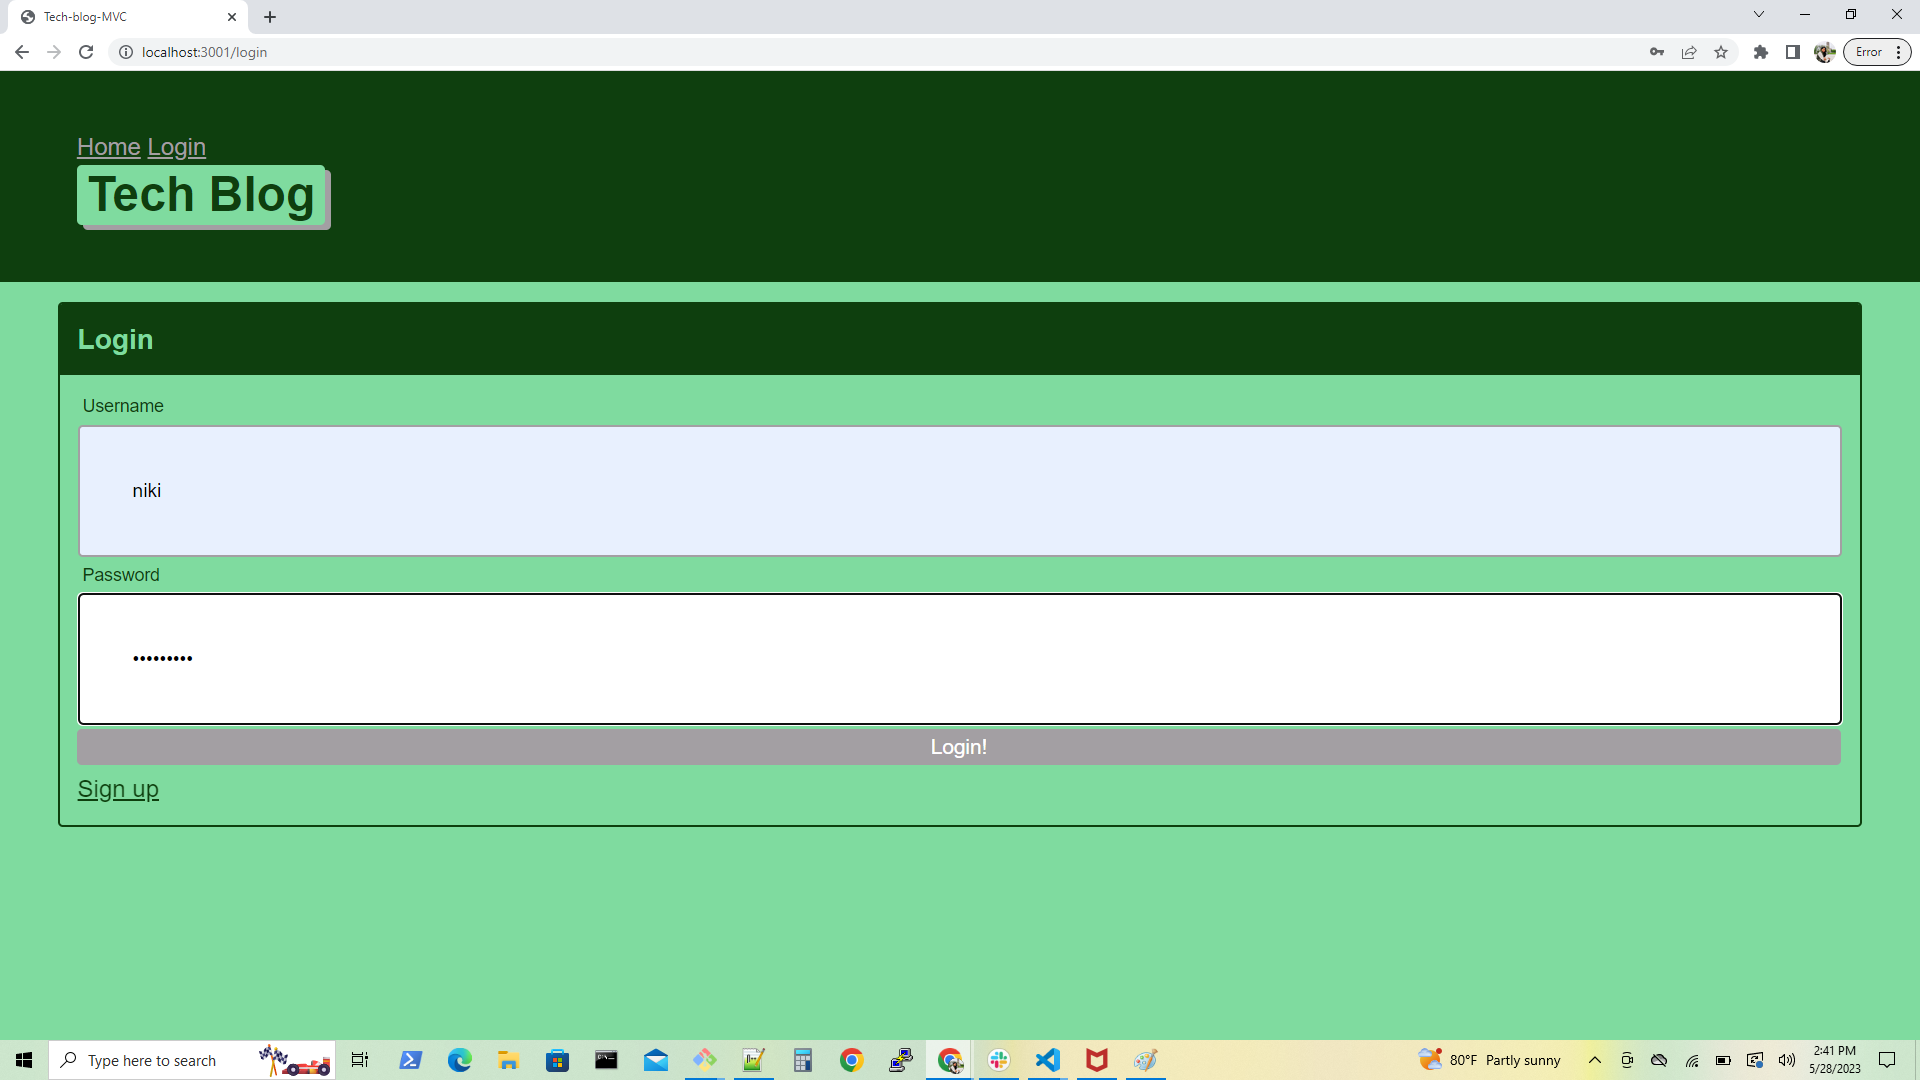 Tech-blog-MVC
localhost:3001/login
Error
Home Login
Tech Blog
Login
Username
niki
Password
•••••••••
Login!
Sign up
Type here to search
80°F Partly sunny
2:41 PM
5/28/2023